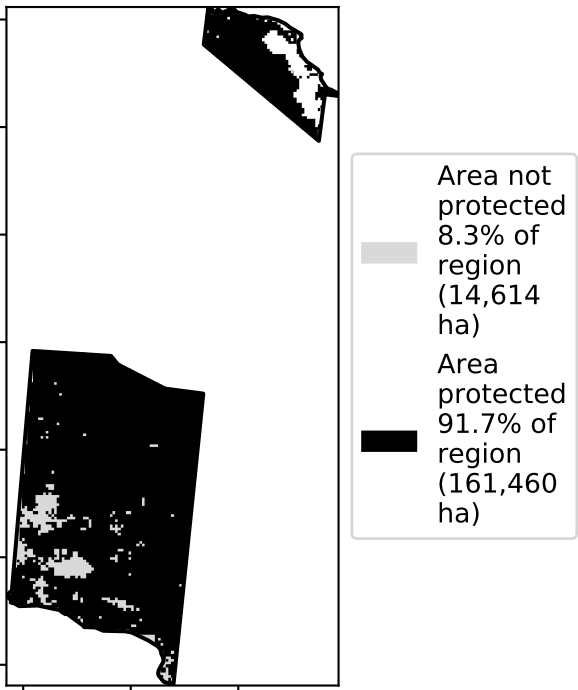 Area not
protected
8.3% of
region
(14,614
ha)
Area
protected
91.7% of
region
(161,460
ha)